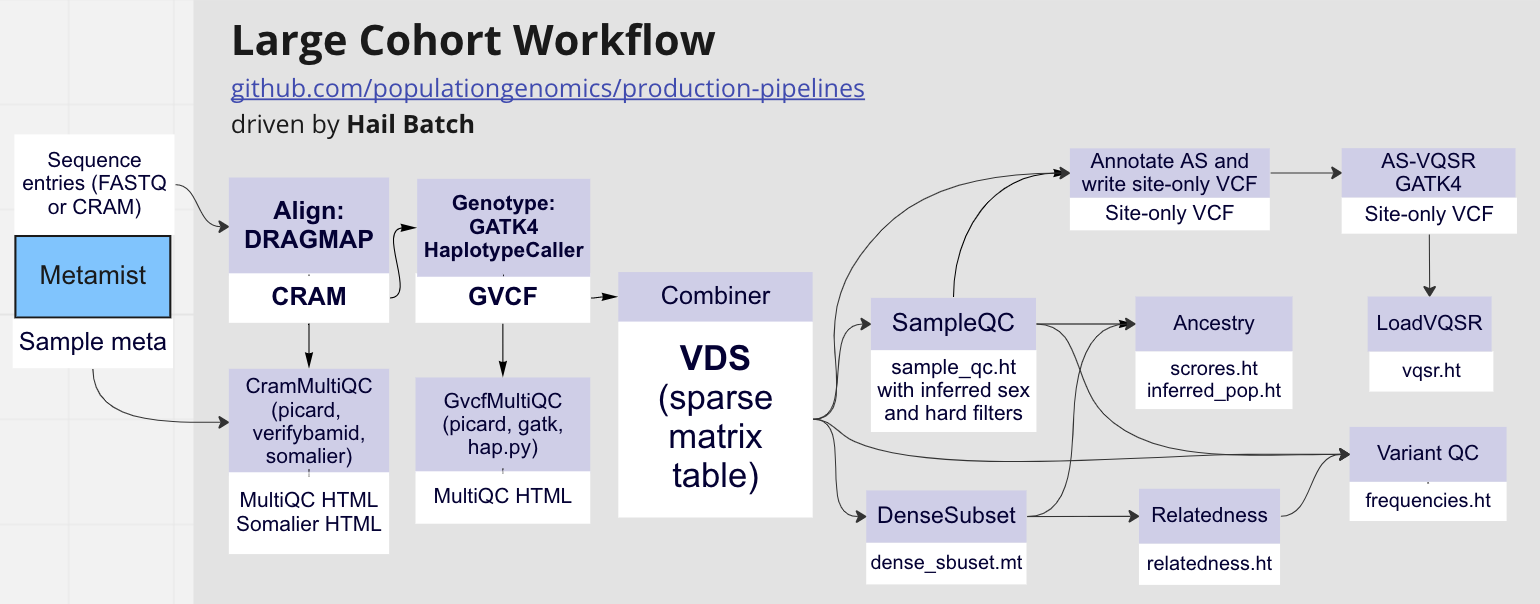 Large Cohort Workflow
github.com/populationgenomics/production-pipelines
driven by Hail Batch
Sequence
entries (FASTQ
or CRAM)
Metamist
Sample meta
Align:
DRAGMAP
CRAM
CramMultiQC
(picard,
verifybamid,
somalier)
MultiQC HTML
Somalier HTML
Genotype:
GATK4
HaplotypeCaller
GVCF
GvcfMultiQC
(picard, gatk,
hap.py)
MultiQC HTML
Combiner
VDS
(sparse
matrix
table)
SampleQC
sample_qc.ht
with inferred sex
and hard filters
DenseSubset
dense_sbuset.mt
Annotate AS and
write site-only VCF
Site-only VCF
AS-VQSR
GATK4
Site-only VCF
LoadVQSR
vqsr.ht
Ancestry
scrores.ht
inferred_pop.ht
Relatedness
relatedness.ht
Variant QC
frequencies.ht